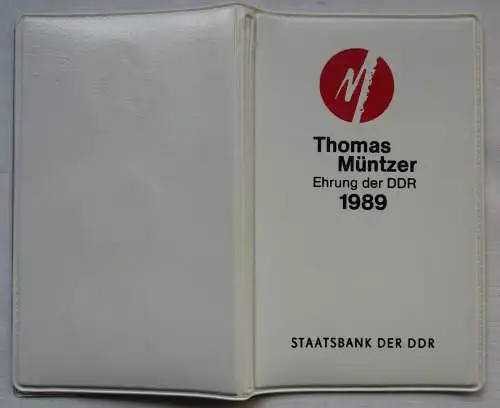 M
Thomas
Müntzer
Ehrung der DDR
1989
STAATSBANK DER DDR